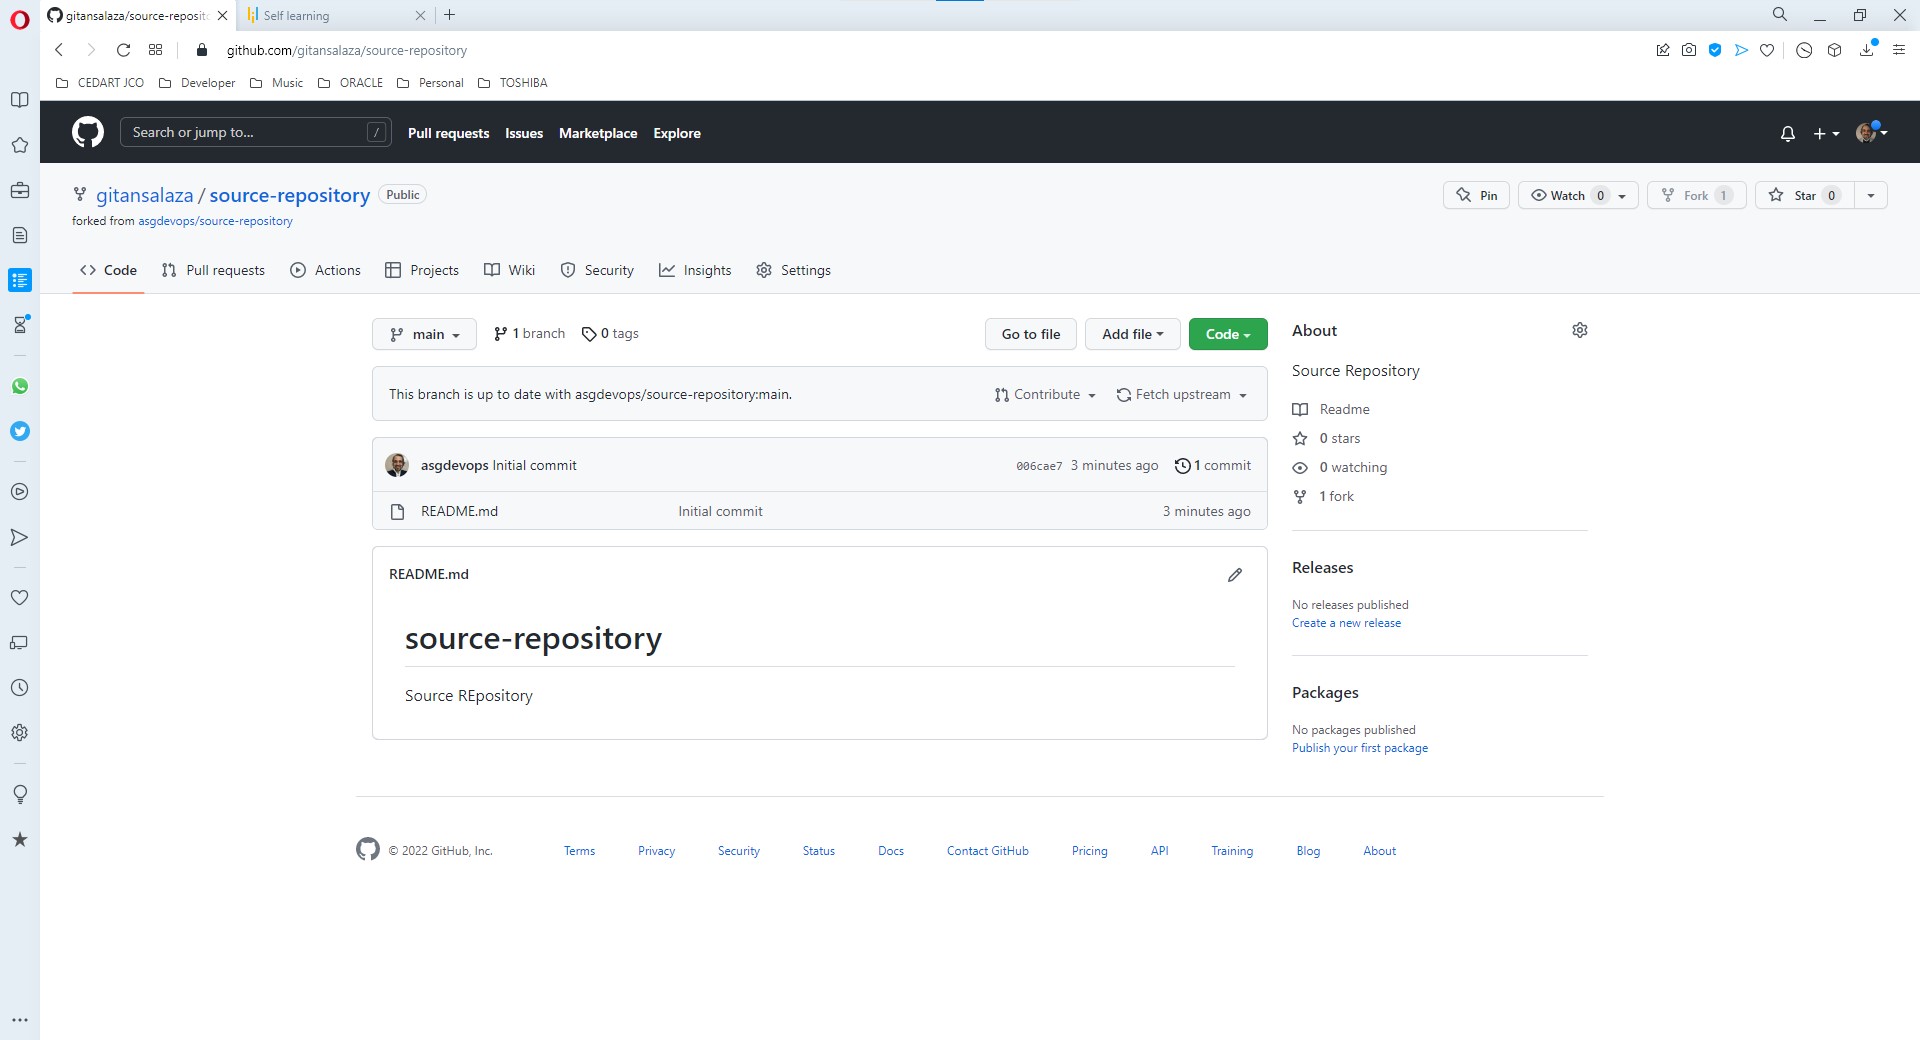 gitansalaza/source-reposito
Self learning
github.com/gitansalaza/source-repository
CEDART JCO Developer Music ORACLE Personal TOSHIBA
Search or jump to... /
Pull requests Issues Marketplace Explore
gitansalaza / source-repository Public
Pin Watch 0 Fork 1 Star 0
forked from asgdevops/source-repository
Code Pull requests Actions Projects Wiki Security Insights Settings
main 1 branch 0 tags Go to file Add file Code
This branch is up to date with asgdevops/source-repository:main. Contribute Fetch upstream
asgdevops Initial commit 006cae7 3 minutes ago 1 commit
README.md Initial commit 3 minutes ago
README.md
source-repository
Source REpository
About
Source Repository
Readme
0 stars
0 watching
1 fork
Releases
No releases published
Create a new release
Packages
No packages published
Publish your first package
© 2022 GitHub, Inc. Terms Privacy Security Status Docs Contact GitHub Pricing API Training Blog About